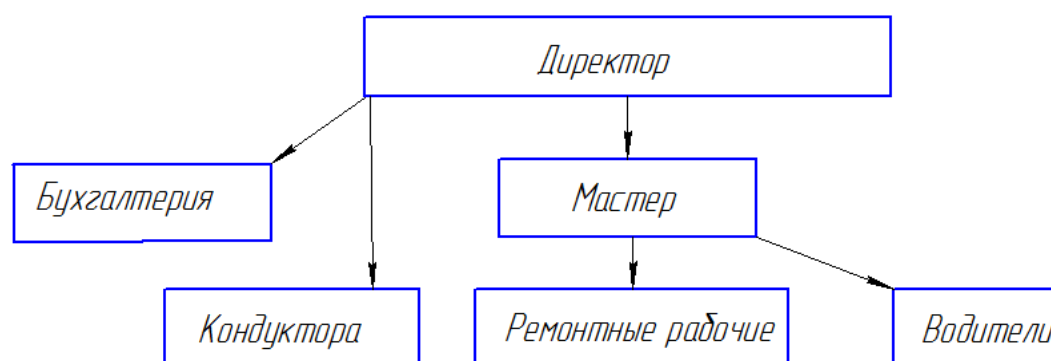 Директор
Бухгалтерия
Мастер
Кондуктора
Ремонтные рабочие
Водители